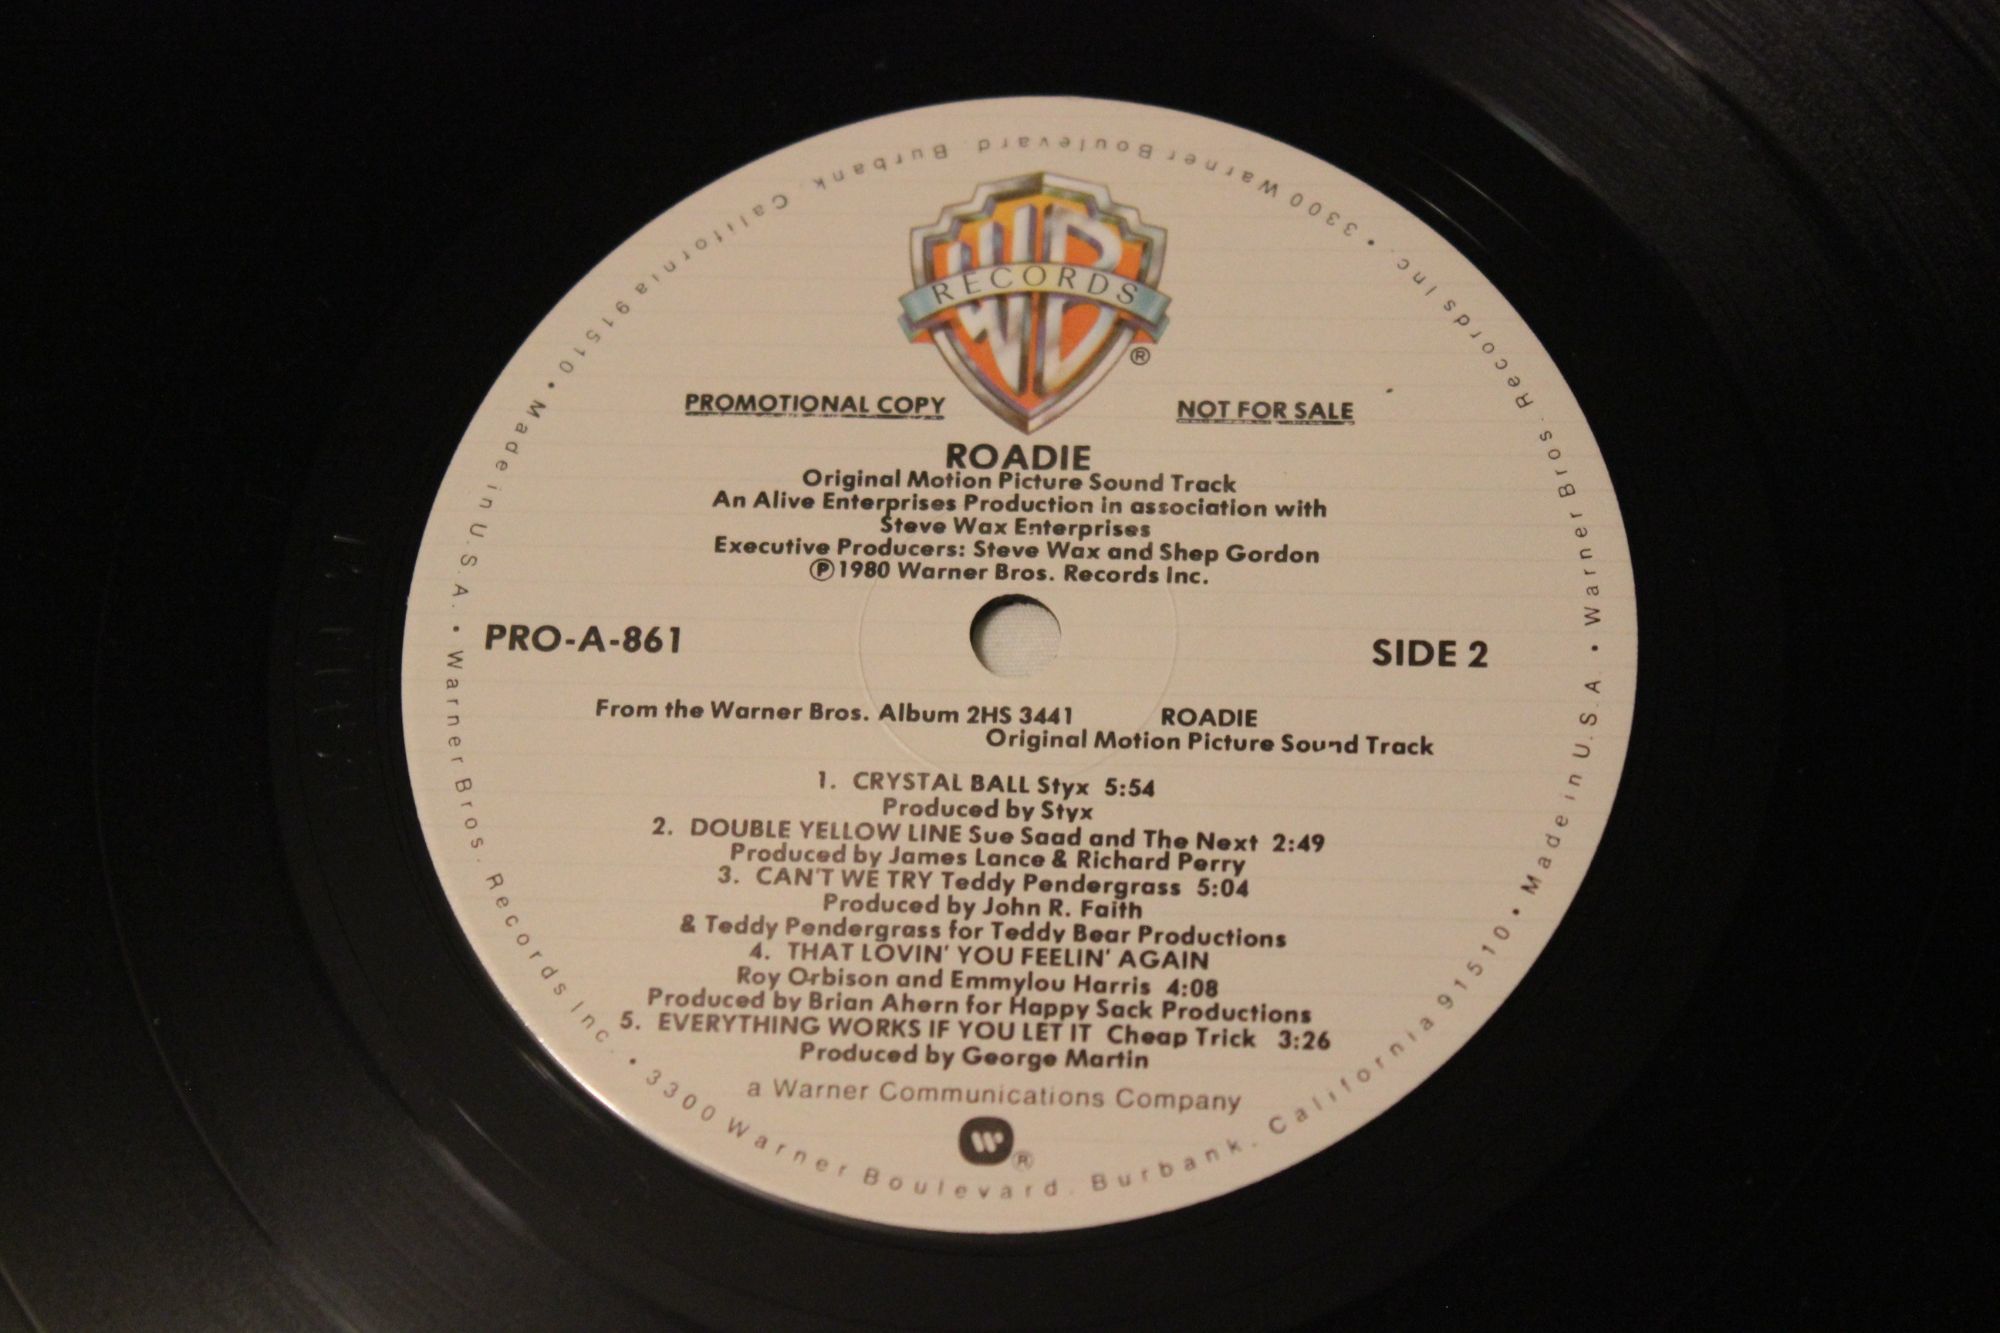 WB
RECORDS
®
PROMOTIONAL COPY NOT FOR SALE
ROADIE
Original Motion Picture Sound Track
An Alive Enterprises Production in association with
Steve Wax Enterprises
Executive Producers: Steve Wax and Shep Gordon
℗1980 Warner Bros. Records Inc.
PRO-A-861 SIDE 2
From the Warner Bros. Album 2HS 3441 ROADIE
Original Motion Picture Sound Track
1. CRYSTAL BALL Styx 5:54
Produced by Styx
2. DOUBLE YELLOW LINE Sue Saad and The Next 2:49
Produced by James Lance & Richard Perry
3. CAN'T WE TRY Teddy Pendergrass 5:04
Produced by John R. Faith
& Teddy Pendergrass for Teddy Bear Productions
4. THAT LOVIN' YOU FEELIN' AGAIN
Roy Orbison and Emmylou Harris 4:08
Produced by Brian Ahern for Happy Sack Productions
5. EVERYTHING WORKS IF YOU LET IT Cheap Trick 3:26
Produced by George Martin
a Warner Communications Company
®
Warner Bros. Records Inc. • 3300 Warner Boulevard, Burbank, California 91510 • Made in U.S.A. •
Warner Bros. Records Inc. • 3300 Warner Boulevard, Burbank, California 91510 • Made in U.S.A. •